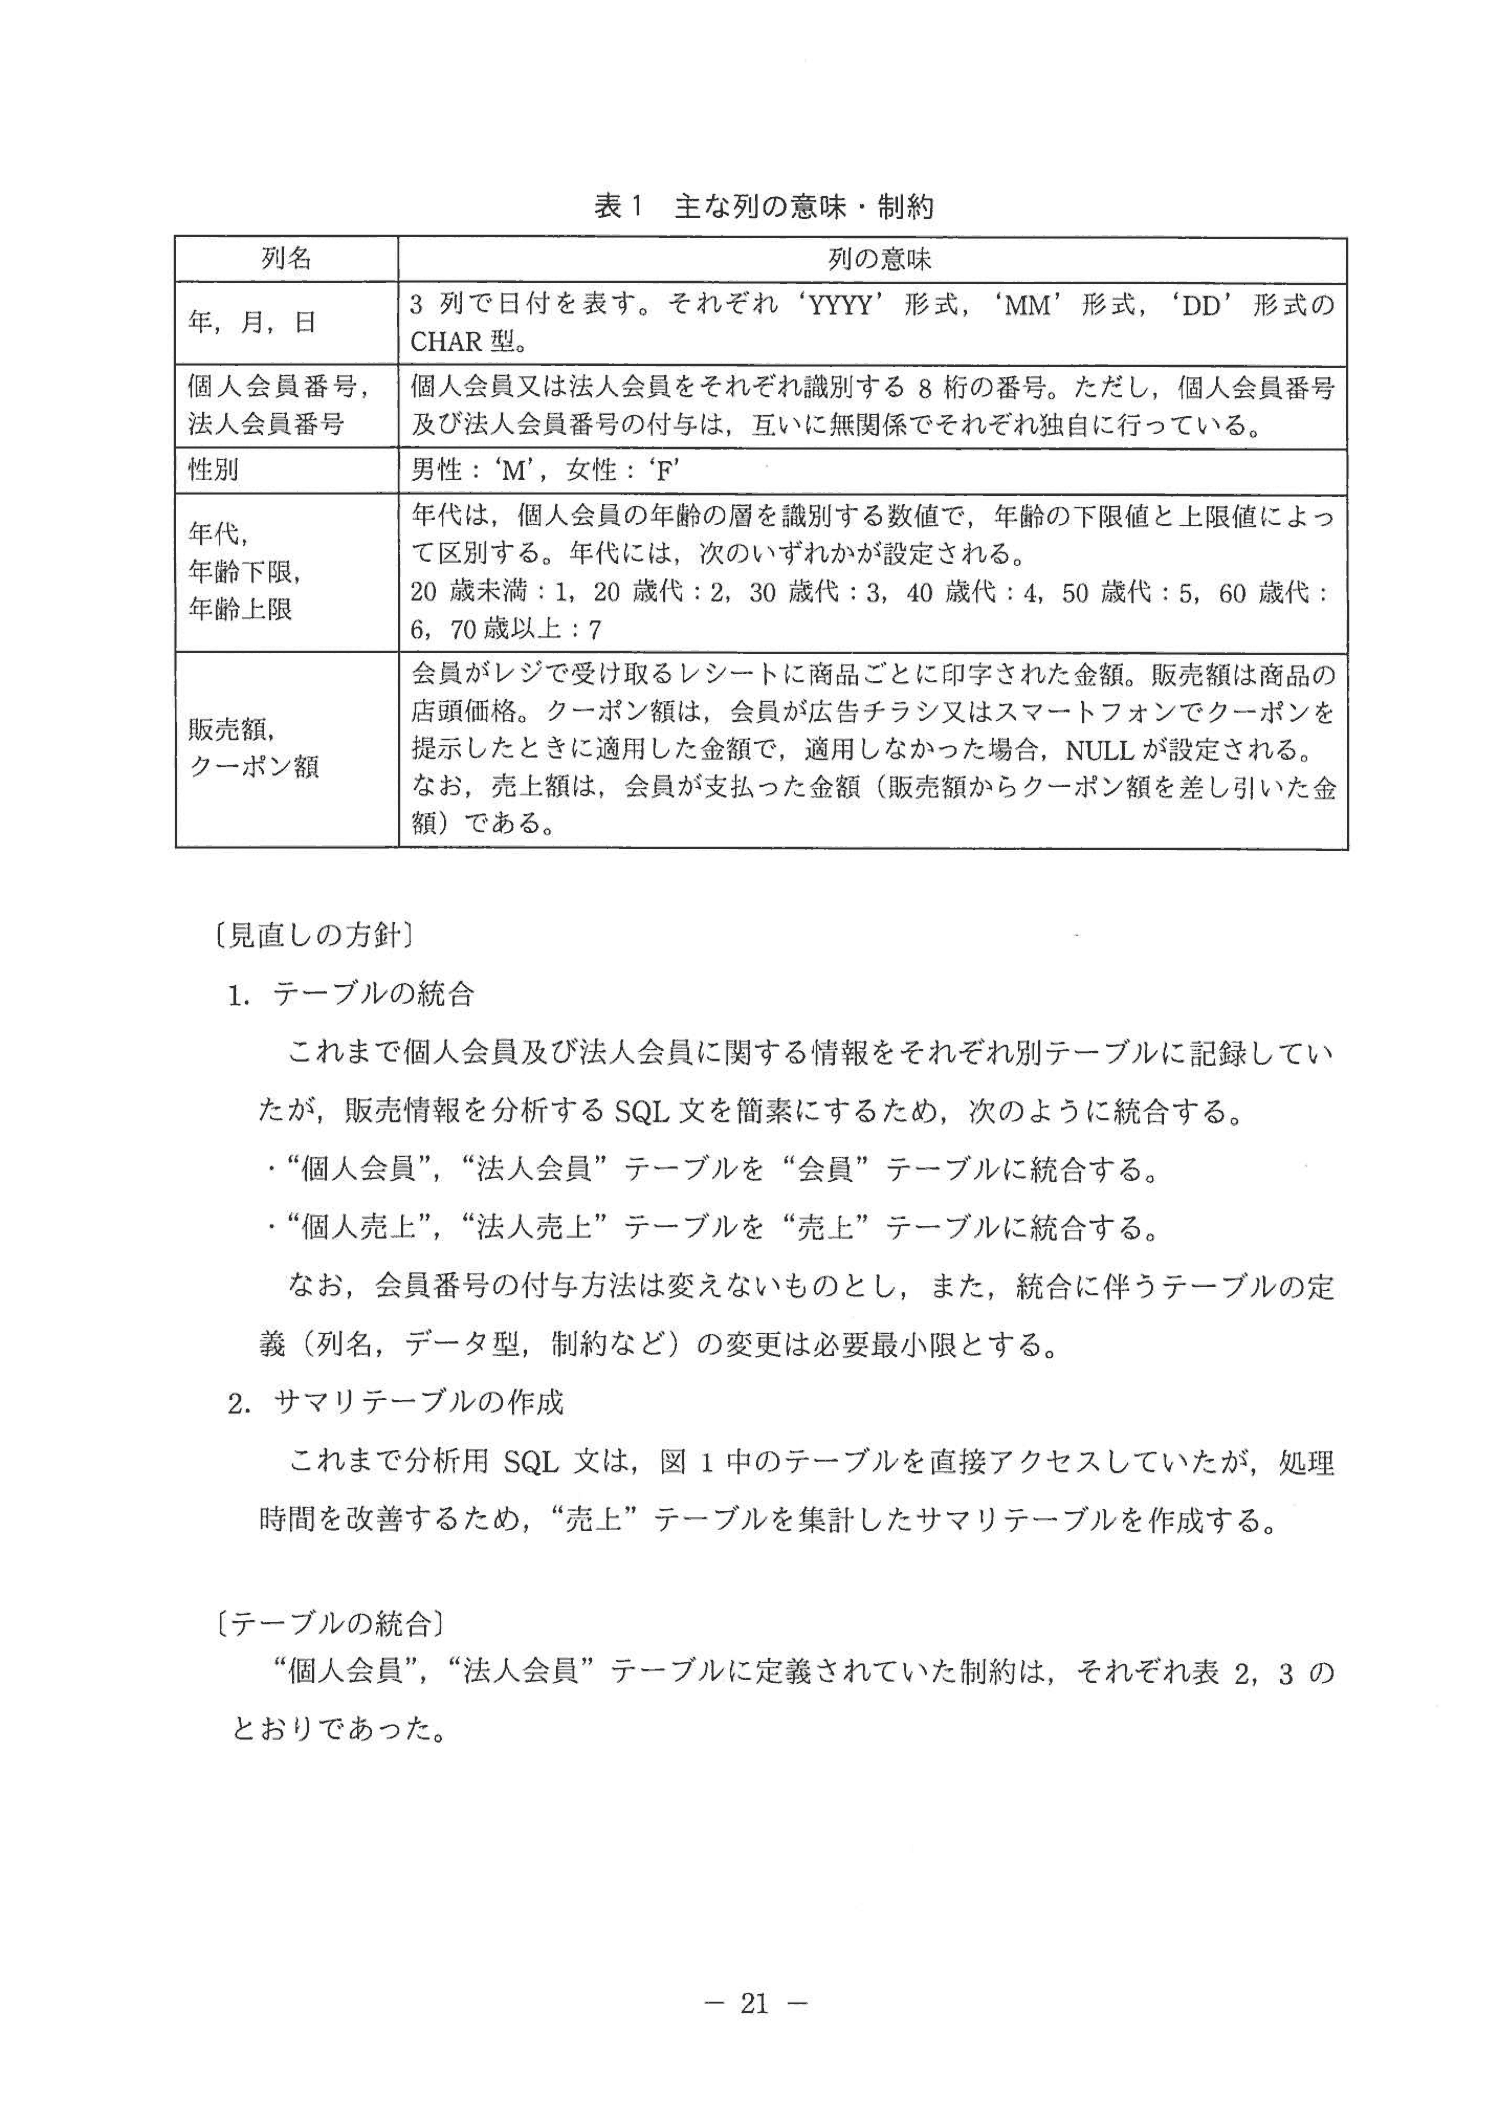 表1 主な列の意味・制約
列名 列の意味
年，月，日
3 列で日付を表す。それぞれ ‘YYYY’ 形式，‘MM’ 形式，‘DD’ 形式の
CHAR 型。
個人会員番号，
法人会員番号
個人会員又は法人会員をそれぞれ識別する 8 桁の番号。ただし，個人会員番号
及び法人会員番号の付与は，互いに無関係でそれぞれ独自に行っている。
性別 男性：‘M’，女性：‘F’
年代，
年齢下限，
年齢上限
年代は，個人会員の年齢の層を識別する数値で，年齢の下限値と上限値によっ
て区別する。年代には，次のいずれかが設定される。
20 歳未満：1，20 歳代：2，30 歳代：3，40 歳代：4，50 歳代：5，60 歳代：
6，70 歳以上：7
販売額，
クーポン額
会員がレジで受け取るレシートに商品ごとに印字された金額。販売額は商品の
店頭価格。クーポン額は，会員が広告チラシ又はスマートフォンでクーポンを
提示したときに適用した金額で，適用しなかった場合，NULL が設定される。
なお，売上額は，会員が支払った金額（販売額からクーポン額を差し引いた金
額）である。
〔見直しの方針〕
1．テーブルの統合
これまで個人会員及び法人会員に関する情報をそれぞれ別テーブルに記録してい
たが，販売情報を分析する SQL 文を簡素にするため，次のように統合する。
・“個人会員”，“法人会員” テーブルを “会員” テーブルに統合する。
・“個人売上”，“法人売上” テーブルを “売上” テーブルに統合する。
なお，会員番号の付与方法は変えないものとし，また，統合に伴うテーブルの定
義（列名，データ型，制約など）の変更は必要最小限とする。
2．サマリテーブルの作成
これまで分析用 SQL 文は，図 1 中のテーブルを直接アクセスしていたが，処理
時間を改善するため，“売上” テーブルを集計したサマリテーブルを作成する。
〔テーブルの統合〕
“個人会員”，“法人会員” テーブルに定義されていた制約は，それぞれ表 2，3 の
とおりであった。
－ 21 －